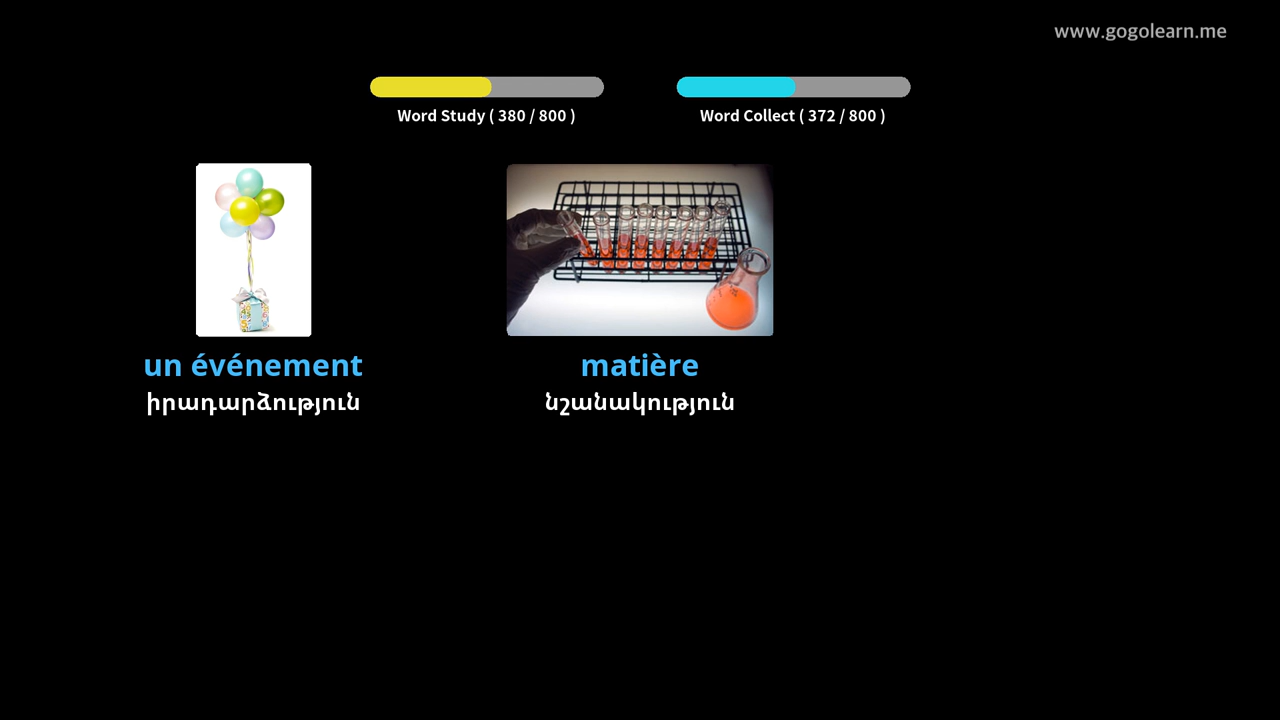 www.gogolearn.me
Word Study ( 380 / 800 )
Word Collect ( 372 / 800 )
un événement
իրադարձություն
matière
նշանակություն